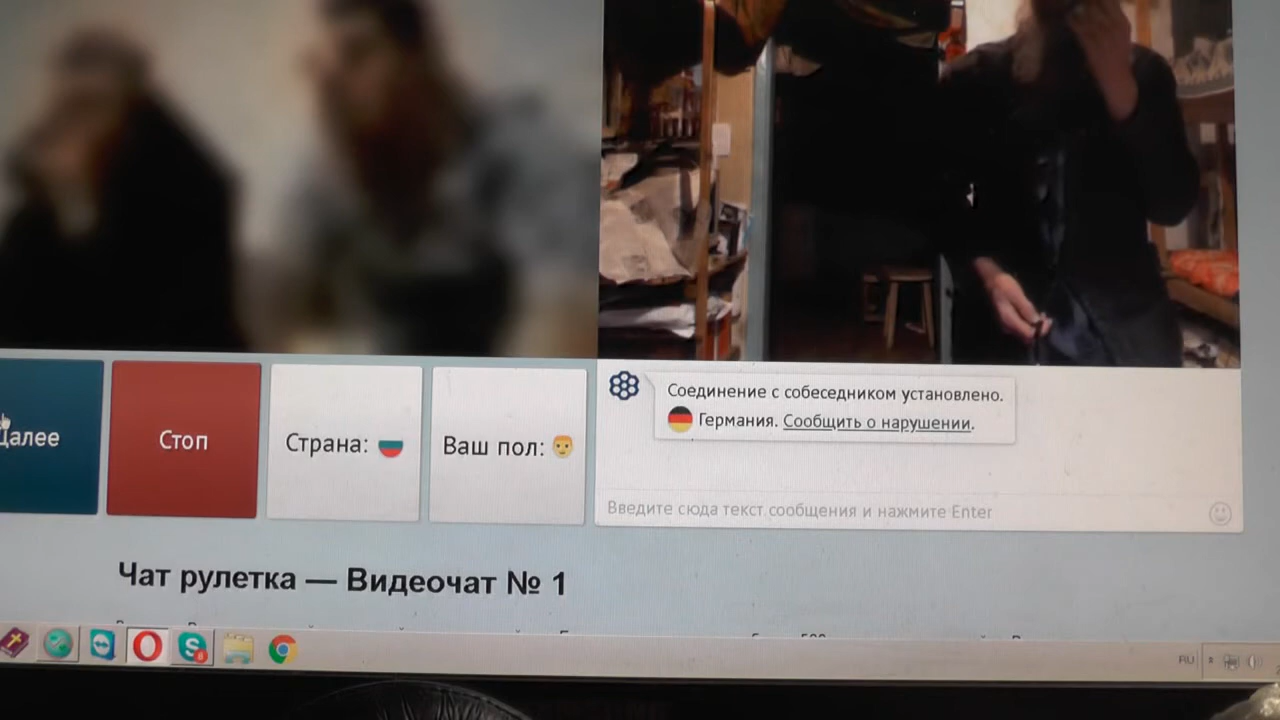 Соединение с собеседником установлено.
Германия. Сообщить о нарушении.
Далее
Стоп
Страна:
Ваш пол:
Введите сюда текст сообщения и нажмите Enter
Чат рулетка — Видеочат № 1
RU